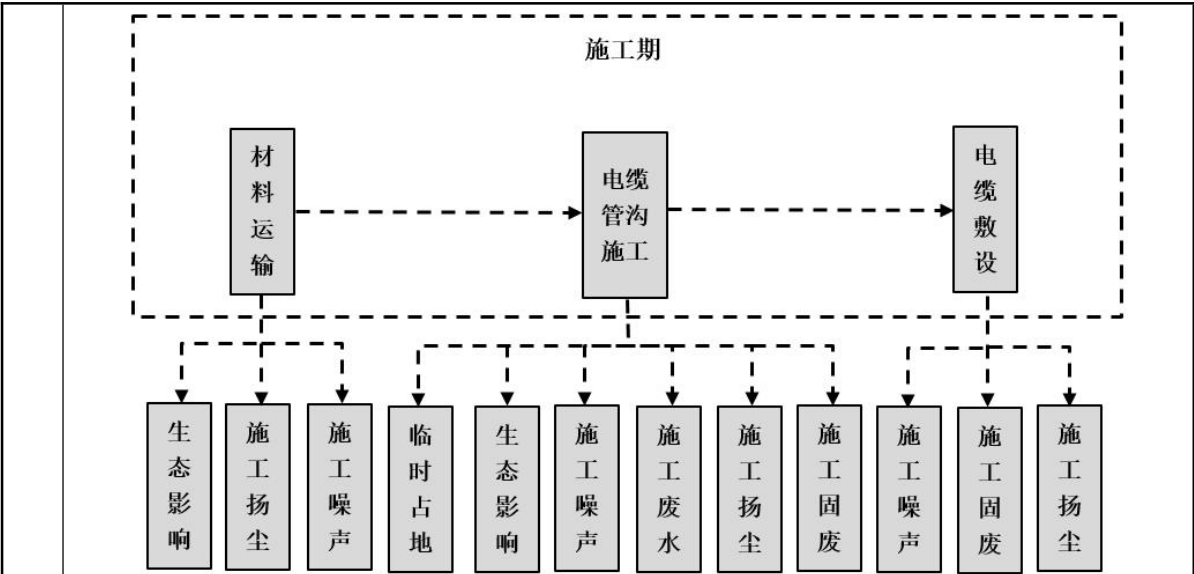 施工期
材料运输
电缆
管沟
施工
电缆敷设
生态影响
施工扬尘
施工噪声
临时占地
生态影响
施工噪声
施工废水
施工扬尘
施工固废
施工噪声
施工固废
施工扬尘